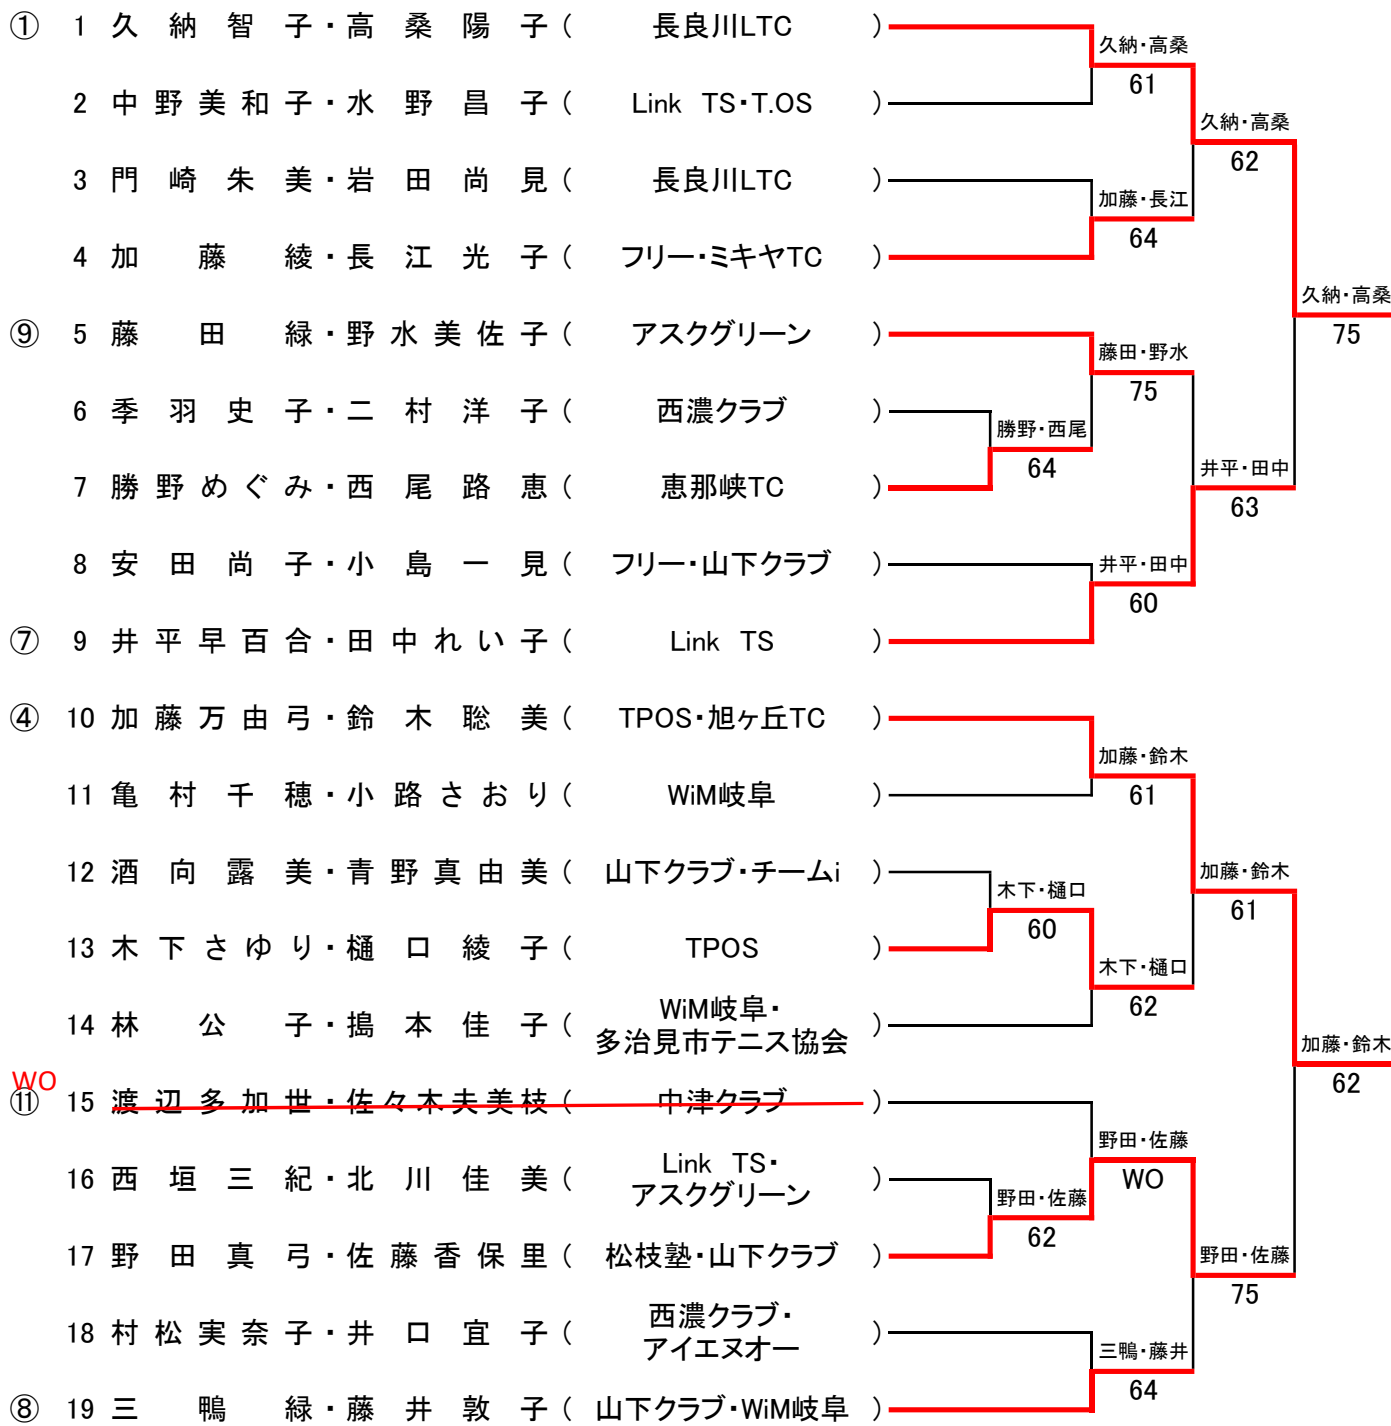 ① 1 久納智子・高桑陽子 ( 長良川LTC )
久納・高桑
61
2 中野美和子・水野昌子 ( Link TS・T.OS )
久納・高桑
62
3 門崎朱美・岩田尚見 ( 長良川LTC )
加藤・長江
64
4 加藤綾・長江光子 ( フリー・ミキヤTC )
久納・高桑
75
⑨ 5 藤田緑・野水美佐子 ( アスクグリーン )
藤田・野水
75
6 季羽史子・二村洋子 ( 西濃クラブ )
勝野・西尾
64
7 勝野めぐみ・西尾路恵 ( 恵那峡TC )
井平・田中
63
8 安田尚子・小島一見 ( フリー・山下クラブ )
井平・田中
60
⑦ 9 井平早百合・田中れい子 ( Link TS )
④ 10 加藤万由弓・鈴木聡美 ( TPOS・旭ヶ丘TC )
加藤・鈴木
61
11 亀村千穂・小路さおり ( WiM岐阜 )
12 酒向露美・青野真由美 ( 山下クラブ・チームi )
加藤・鈴木
61
木下・樋口
60
13 木下さゆり・樋口綾子 ( TPOS )
木下・樋口
62
14 林公子・搗本佳子 ( WiM岐阜・
多治見市テニス協会 )
加藤・鈴木
62
WO
⑪ 15 渡辺多加世・佐々木夫美枝 ( 中津クラブ )
野田・佐藤
WO
16 西垣三紀・北川佳美 ( Link TS・
アスクグリーン )
野田・佐藤
62
17 野田真弓・佐藤香保里 ( 松枝塾・山下クラブ )
野田・佐藤
75
18 村松実奈子・井口宜子 ( 西濃クラブ・
アイエヌオー )
三鴨・藤井
64
⑧ 19 三鴨緑・藤井敦子 ( 山下クラブ・WiM岐阜 )